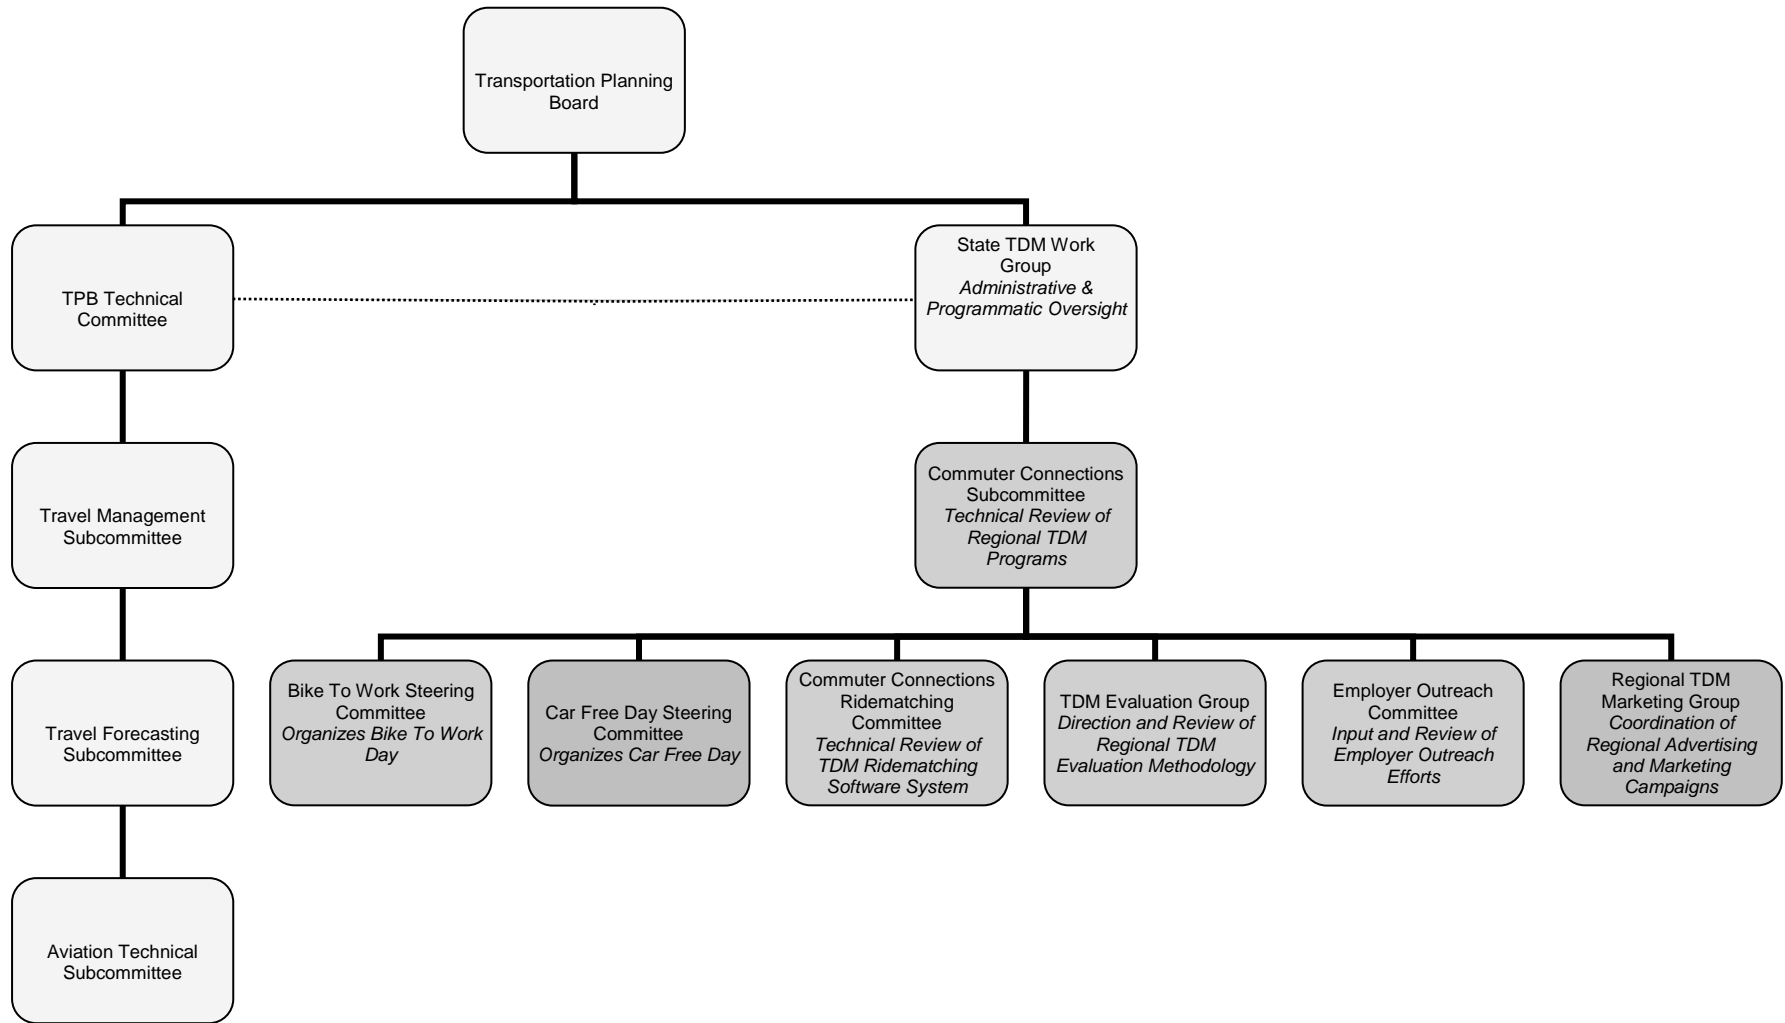 Transportation Planning
Board
TPB Technical
Committee
State TDM Work
Group
Administrative &
Programmatic Oversight
Travel Management
Subcommittee
Commuter Connections
Subcommittee
Technical Review of
Regional TDM
Programs
Travel Forecasting
Subcommittee
Bike To Work Steering
Committee
Organizes Bike To Work
Day
Car Free Day Steering
Committee
Organizes Car Free Day
Commuter Connections
Ridematching
Committee
Technical Review of
TDM Ridematching
Software System
TDM Evaluation Group
Direction and Review of
Regional TDM
Evaluation Methodology
Employer Outreach
Committee
Input and Review of
Employer Outreach
Efforts
Regional TDM
Marketing Group
Coordination of
Regional Advertising
and Marketing
Campaigns
Aviation Technical
Subcommittee